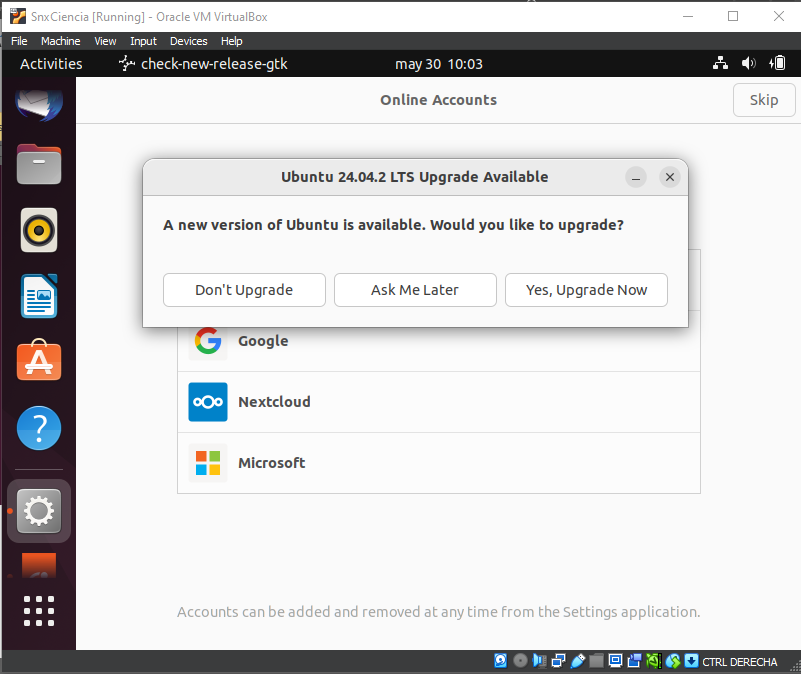 SnxCiencia [Running] - Oracle VM VirtualBox
File Machine View Input Devices Help
Activities check-new-release-gtk may 30 10:03
Online Accounts Skip
Ubuntu 24.04.2 LTS Upgrade Available
A new version of Ubuntu is available. Would you like to upgrade?
Don't Upgrade Ask Me Later Yes, Upgrade Now
Google
Nextcloud
Microsoft
Accounts can be added and removed at any time from the Settings application.
CTRL DERECHA